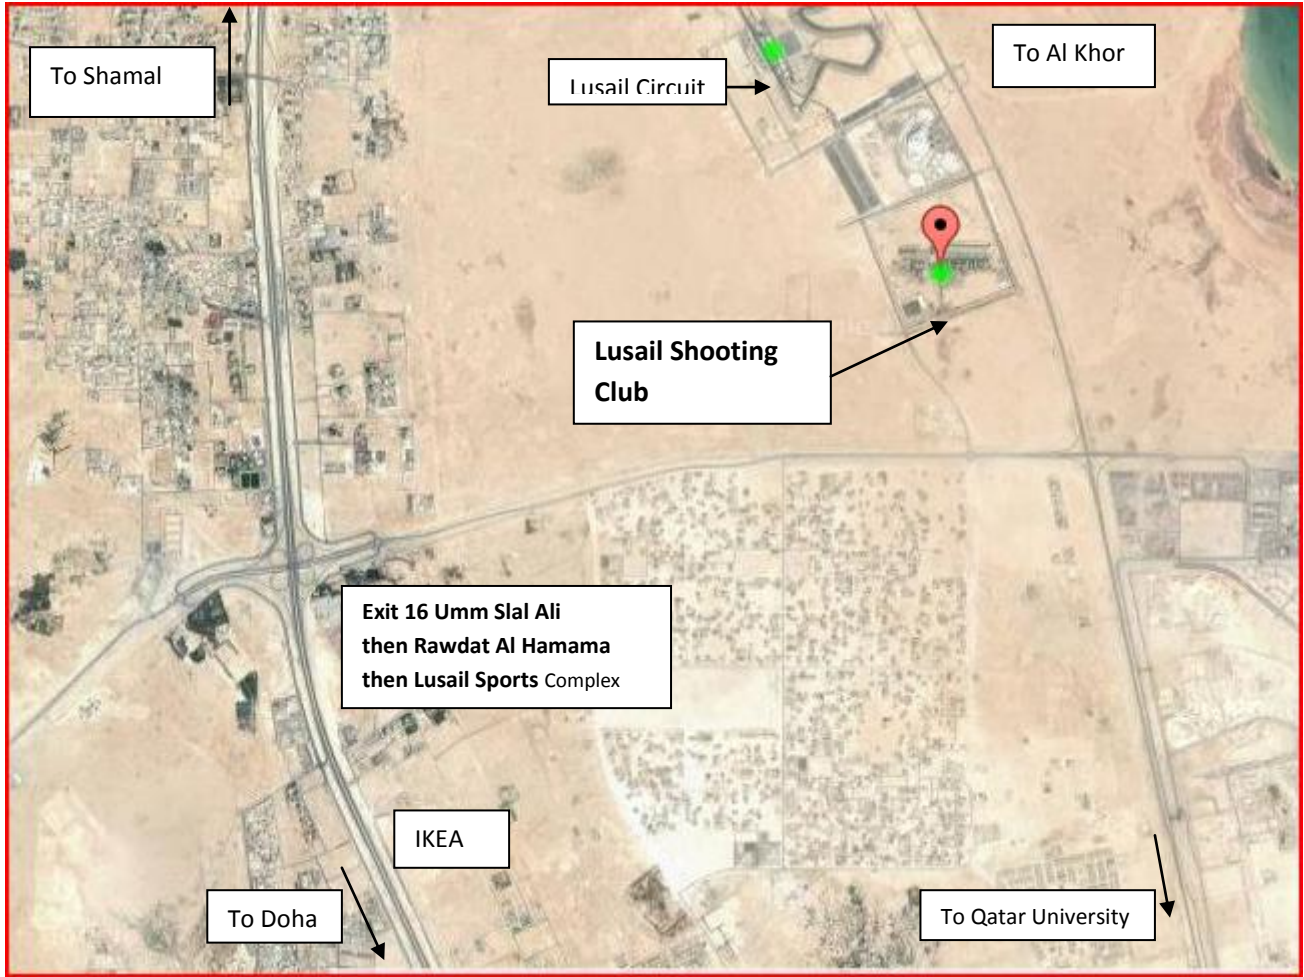 To Shamal
Lusail Circuit
To Al Khor
Lusail Shooting
Club
Exit 16 Umm Slal Ali
then Rawdat Al Hamama
then Lusail Sports Complex
IKEA
To Doha
To Qatar University